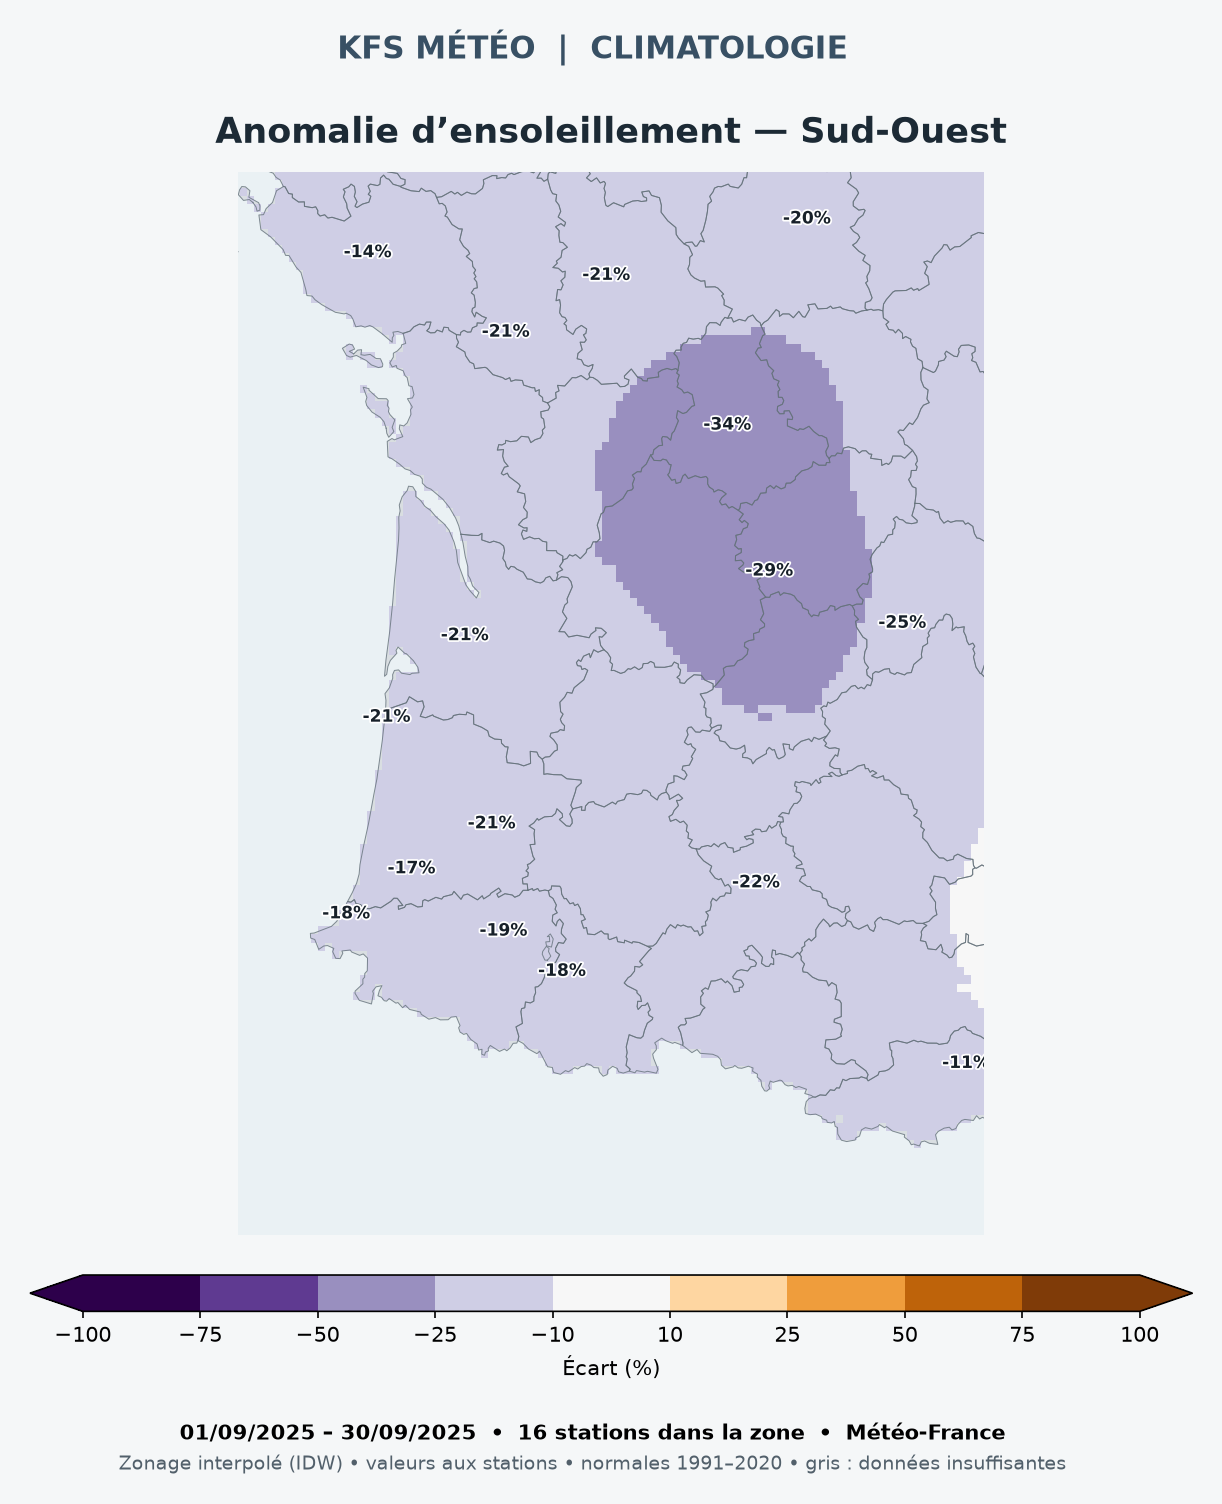 KFS MÉTÉO | CLIMATOLOGIE
Anomalie d’ensoleillement — Sud-Ouest
-20%
-14%
-21%
-21%
-34%
-29%
-25%
-21%
-21%
-21%
-17%
-22%
-18%
-19%
-18%
-11%
−100 −75 −50 −25 −10 10 25 50 75 100
Écart (%)
01/09/2025 – 30/09/2025 • 16 stations dans la zone • Météo-France
Zonage interpolé (IDW) • valeurs aux stations • normales 1991–2020 • gris : données insuffisantes